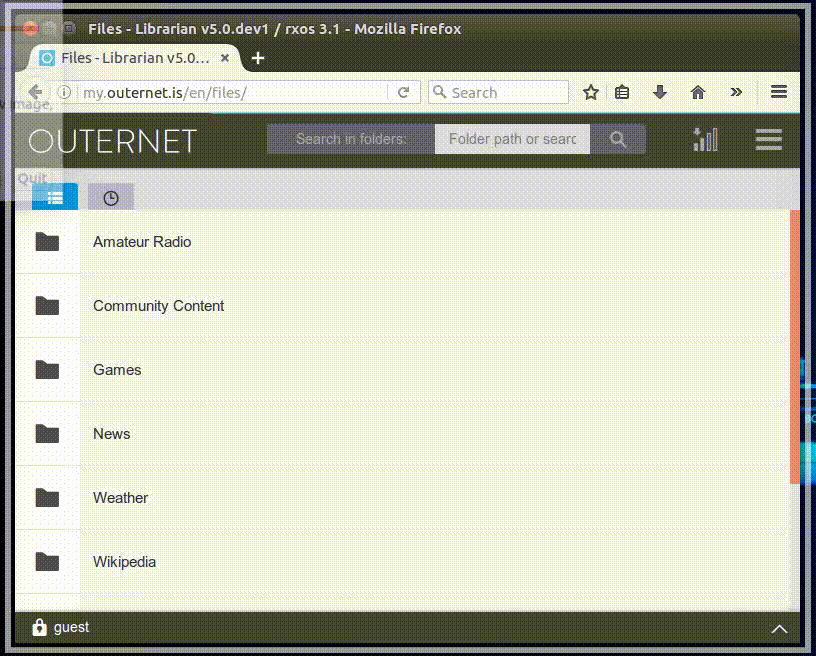 Files - Librarian v5.0.dev1 / rxos 3.1 - Mozilla Firefox
Files - Librarian v5.0...
my.outernet.is/en/files/
Search
image,
OUTERNET
Search in folders:
Folder path or searc
Quit
Amateur Radio
Community Content
Games
News
Weather
Wikipedia
guest